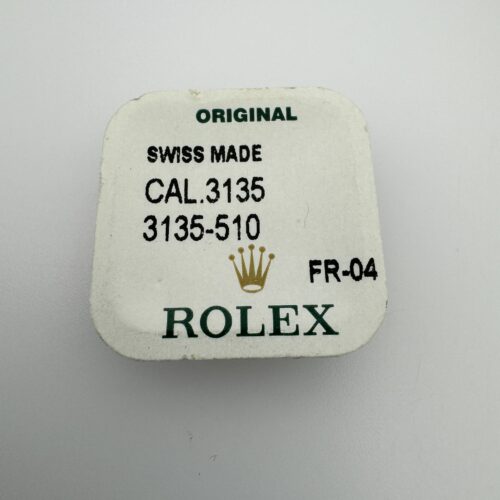 ORIGINAL
SWISS MADE
CAL.3135
3135-510
FR-04
ROLEX